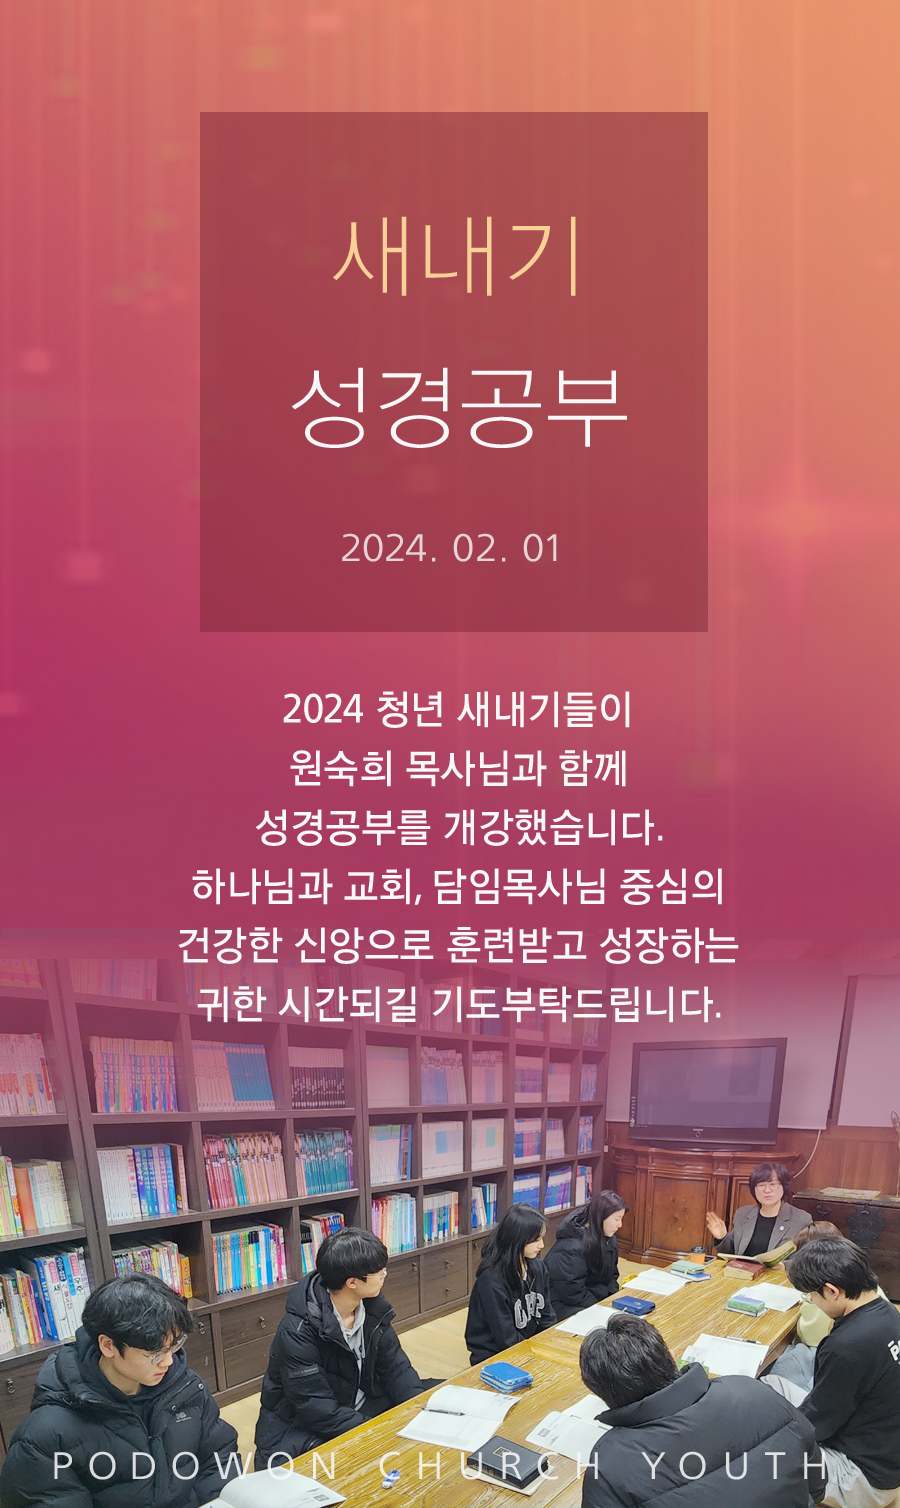 새내기
성경공부
2024. 02. 01
2024 청년 새내기들이
원숙희 목사님과 함께
성경공부를 개강했습니다.
하나님과 교회, 담임목사님 중심의
건강한 신앙으로 훈련받고 성장하는
귀한 시간되길 기도부탁드립니다.
PODOWON CHURCH YOUTH